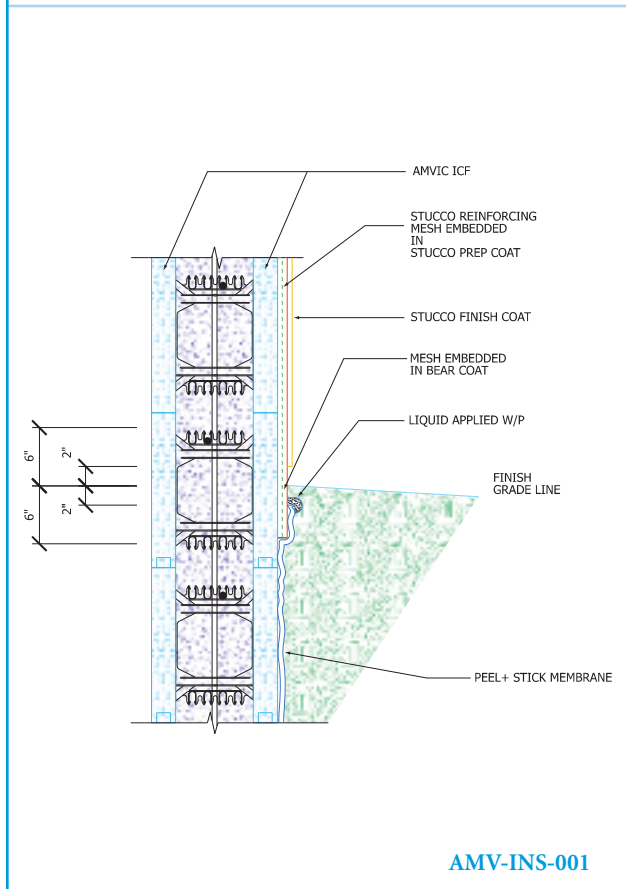 AMVIC ICF
STUCCO REINFORCING
MESH EMBEDDED
IN
STUCCO PREP COAT
STUCCO FINISH COAT
MESH EMBEDDED
IN BEAR COAT
LIQUID APPLIED W/P
6"
2"
FINISH
GRADE LINE
6"
2"
PEEL+ STICK MEMBRANE
AMV-INS-001